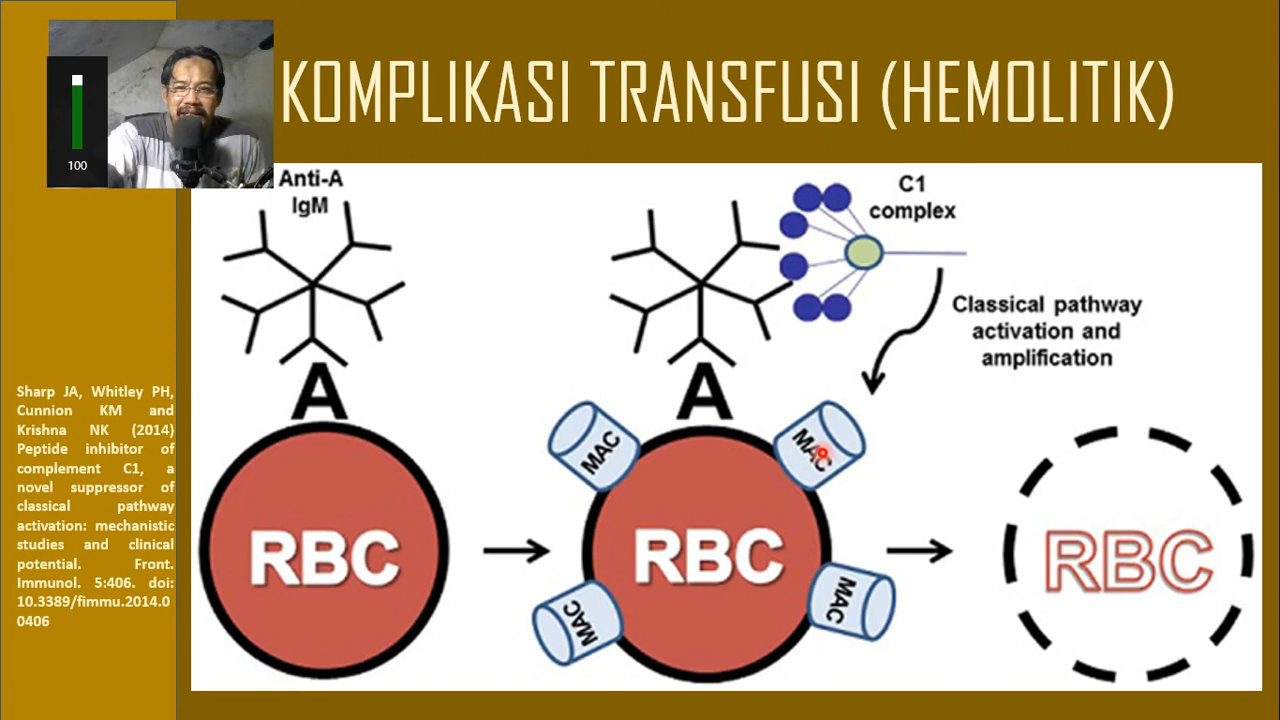 KOMPLIKASI TRANSFUSI (HEMOLITIK)
100
Anti-A
IgM
C1
complex
Classical pathway
activation and
amplification
A
A
MAC
MAC
RBC
RBC
RBC
MAC
MAC
Sharp JA, Whitley PH,
Cunnion KM and
Krishna NK (2014)
Peptide inhibitor of
complement C1, a
novel suppressor of
classical pathway
activation: mechanistic
studies and clinical
potential. Front.
Immunol. 5:406. doi:
10.3389/fimmu.2014.0
0406